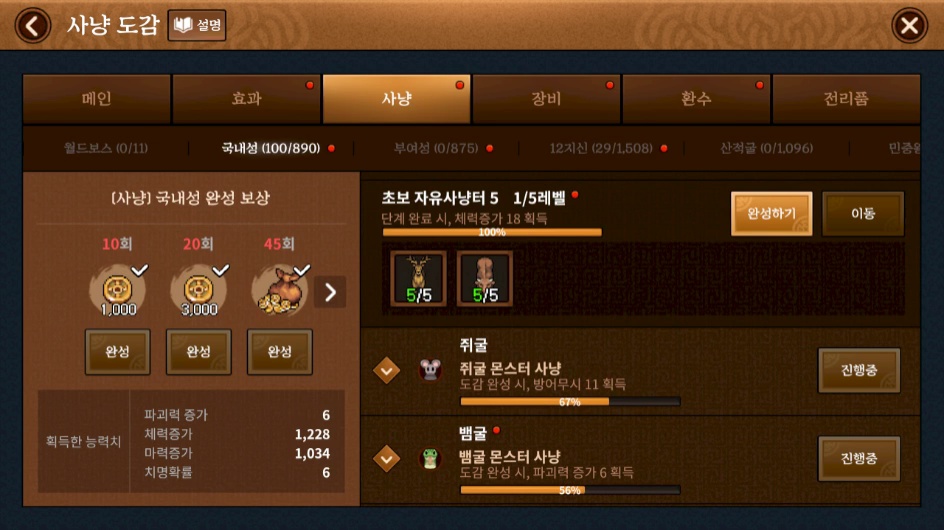 사냥 도감 설명
메인 효과 사냥 장비 환수 전리품
월드보스 (0/11) 국내성 (100/890) 부여성 (0/875) 12지신 (29/1,508) 산적굴 (0/1,096) 민중왕
[사냥] 국내성 완성 보상
10회 20회 45회
1,000 3,000
완성 완성 완성
획득한 능력치
파괴력 증가 6
체력증가 1,228
마력증가 1,034
치명확률 6
초보 자유사냥터 5 1/5레벨
단계 완료 시, 체력증가 18 획득
100%
완성하기 이동
5/5 5/5
쥐굴
쥐굴 몬스터 사냥
도감 완성 시, 방어무시 11 획득
67%
진행중
뱀굴
뱀굴 몬스터 사냥
도감 완성 시, 파괴력 증가 6 획득
56%
진행중